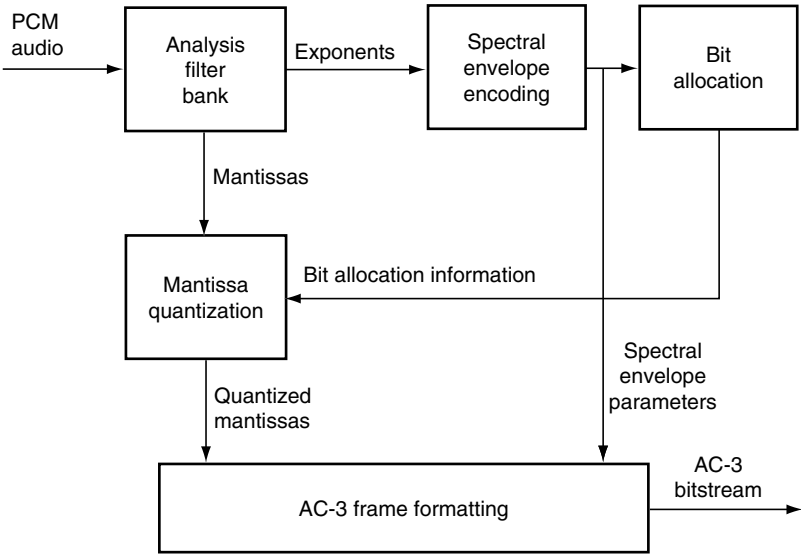 PCM
audio
Analysis
filter
bank
Exponents
Spectral
envelope
encoding
Bit
allocation
Mantissas
Mantissa
quantization
Bit allocation information
Spectral
envelope
parameters
Quantized
mantissas
AC-3 frame formatting
AC-3
bitstream